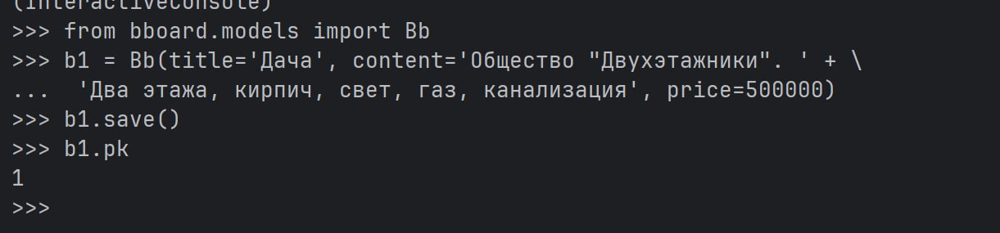 (InteractiveConsole)
>>> from bboard.models import Bb
>>> b1 = Bb(title='Дача', content='Общество "Двухэтажники". ' + \
...  'Два этажа, кирпич, свет, газ, канализация', price=500000)
>>> b1.save()
>>> b1.pk
1
>>>